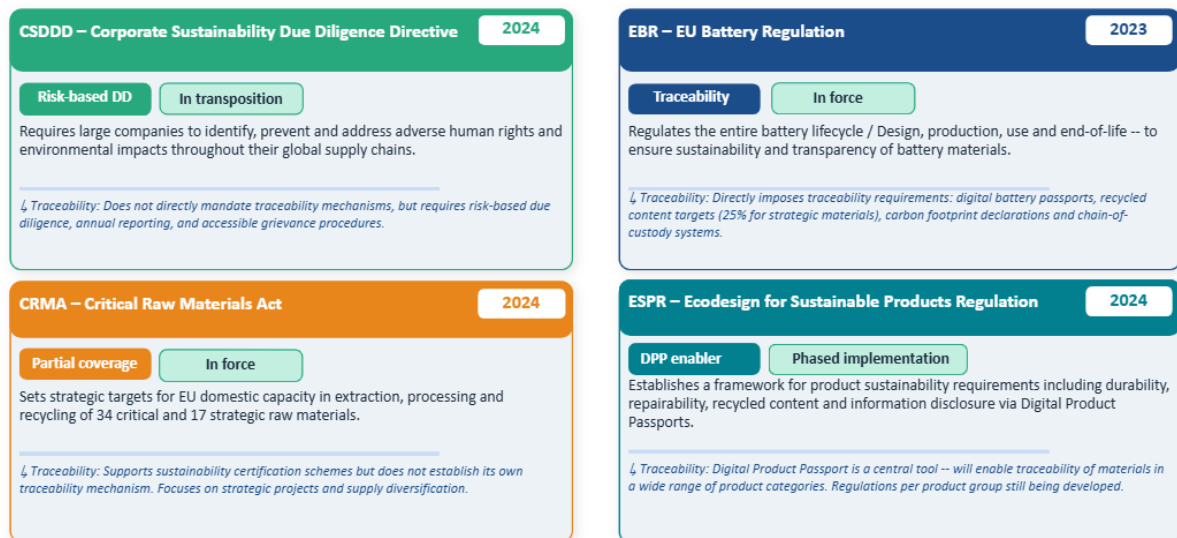 CSDDD – Corporate Sustainability Due Diligence Directive
2024
Risk-based DD
In transposition
Requires large companies to identify, prevent and address adverse human rights and
environmental impacts throughout their global supply chains.
↳ Traceability: Does not directly mandate traceability mechanisms, but requires risk-based due
diligence, annual reporting, and accessible grievance procedures.
EBR – EU Battery Regulation
2023
Traceability
In force
Regulates the entire battery lifecycle / Design, production, use and end-of-life -- to
ensure sustainability and transparency of battery materials.
↳ Traceability: Directly imposes traceability requirements: digital battery passports, recycled
content targets (25% for strategic materials), carbon footprint declarations and chain-of-
custody systems.
CRMA – Critical Raw Materials Act
2024
Partial coverage
In force
Sets strategic targets for EU domestic capacity in extraction, processing and
recycling of 34 critical and 17 strategic raw materials.
↳ Traceability: Supports sustainability certification schemes but does not establish its own
traceability mechanism. Focuses on strategic projects and supply diversification.
ESPR – Ecodesign for Sustainable Products Regulation
2024
DPP enabler
Phased implementation
Establishes a framework for product sustainability requirements including durability,
repairability, recycled content and information disclosure via Digital Product
Passports.
↳ Traceability: Digital Product Passport is a central tool -- will enable traceability of materials in
a wide range of product categories. Regulations per product group still being developed.